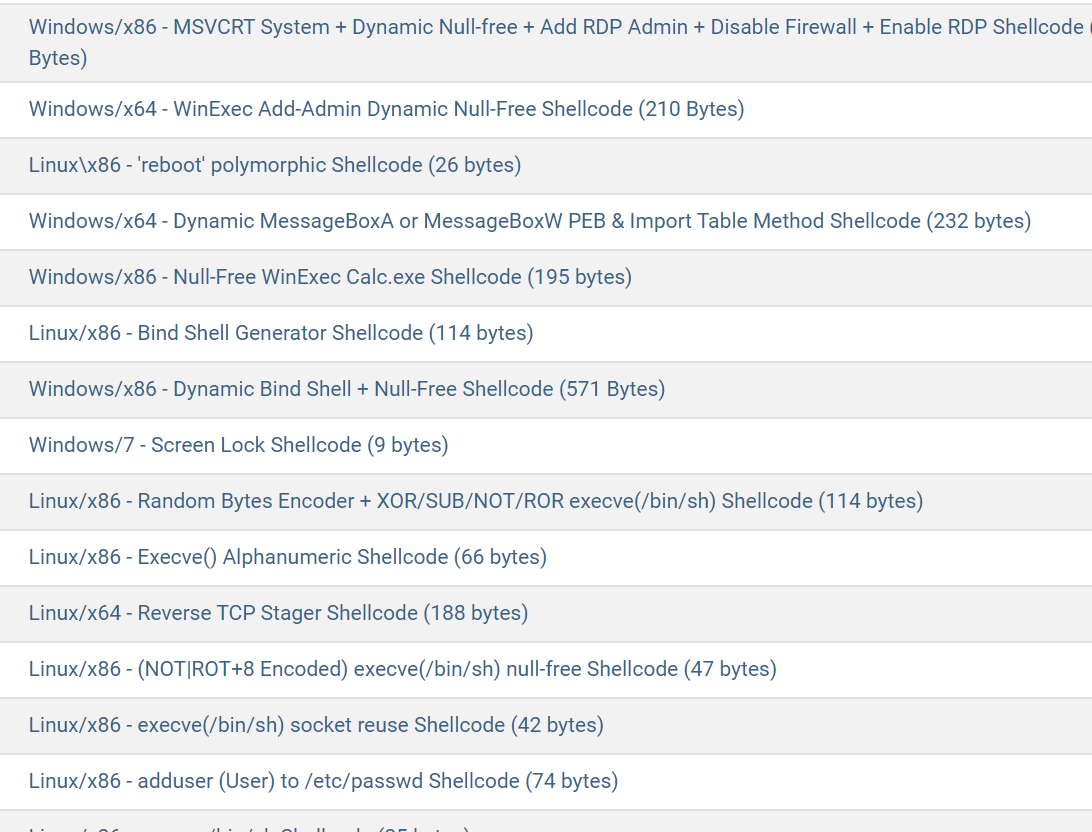 Windows/x86 - MSVCRT System + Dynamic Null-free + Add RDP Admin + Disable Firewall + Enable RDP Shellcode (
Bytes)
Windows/x64 - WinExec Add-Admin Dynamic Null-Free Shellcode (210 Bytes)
Linux\x86 - 'reboot' polymorphic Shellcode (26 bytes)
Windows/x64 - Dynamic MessageBoxA or MessageBoxW PEB & Import Table Method Shellcode (232 bytes)
Windows/x86 - Null-Free WinExec Calc.exe Shellcode (195 bytes)
Linux/x86 - Bind Shell Generator Shellcode (114 bytes)
Windows/x86 - Dynamic Bind Shell + Null-Free Shellcode (571 Bytes)
Windows/7 - Screen Lock Shellcode (9 bytes)
Linux/x86 - Random Bytes Encoder + XOR/SUB/NOT/ROR execve(/bin/sh) Shellcode (114 bytes)
Linux/x86 - Execve() Alphanumeric Shellcode (66 bytes)
Linux/x64 - Reverse TCP Stager Shellcode (188 bytes)
Linux/x86 - (NOT|ROT+8 Encoded) execve(/bin/sh) null-free Shellcode (47 bytes)
Linux/x86 - execve(/bin/sh) socket reuse Shellcode (42 bytes)
Linux/x86 - adduser (User) to /etc/passwd Shellcode (74 bytes)